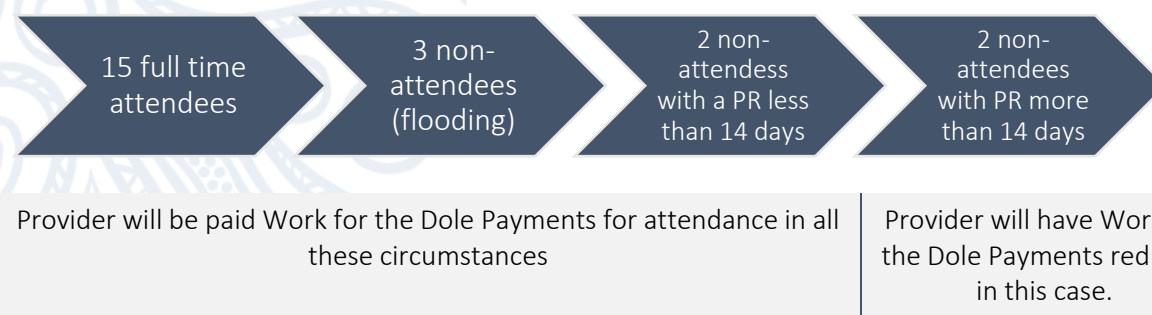 15 full time
attendees
3 non-
attendees
(flooding)
2 non-
attendess
with a PR less
than 14 days
2 non-
attendees
with PR more
than 14 days
Provider will be paid Work for the Dole Payments for attendance in all
these circumstances
Provider will have
the Dole Payments
in this case.